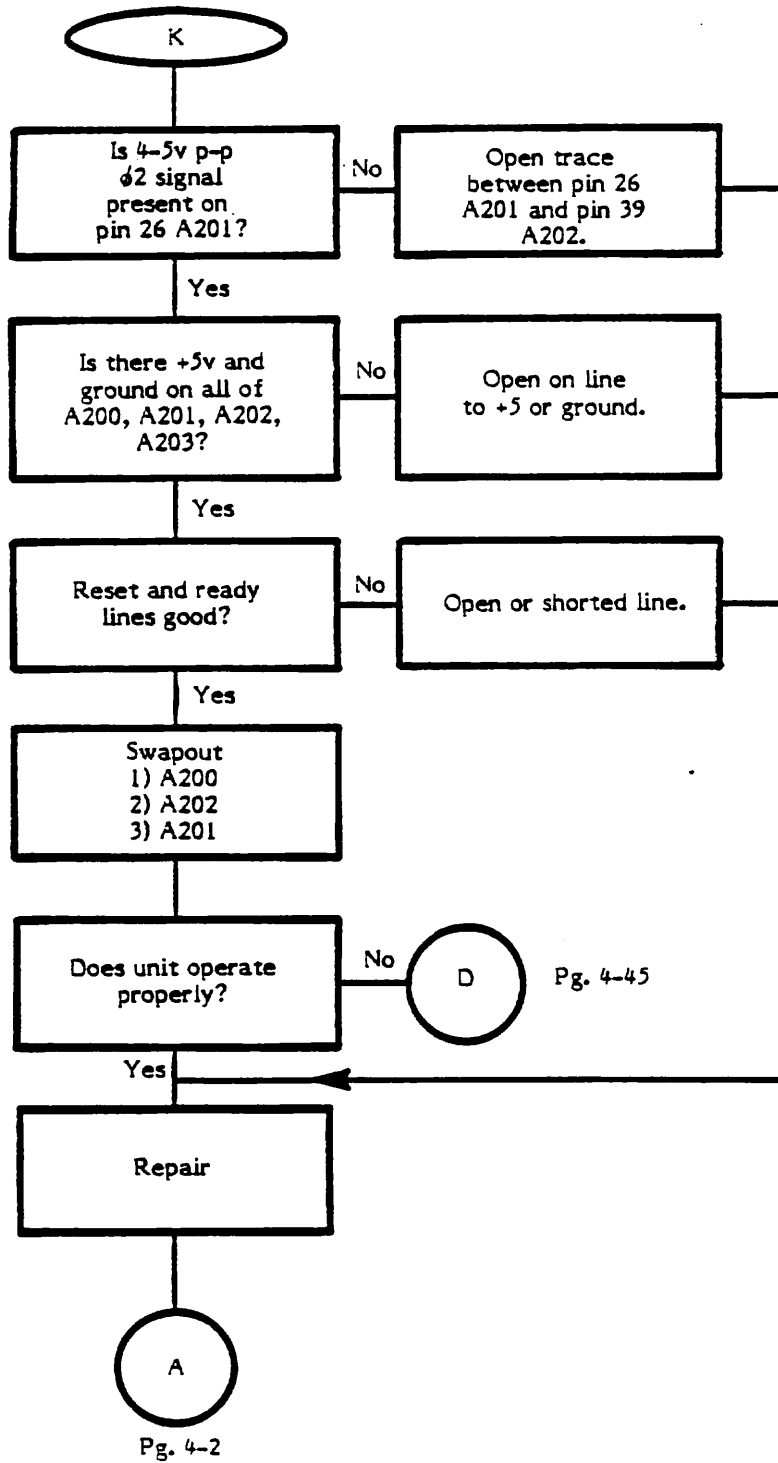 K
Is 4-5v p-p
ϕ2 signal
present on
pin 26 A201?
No
Open trace
between pin 26
A201 and pin 39
A202.
Yes
Is there +5v and
ground on all of
A200, A201, A202,
A203?
No
Open on line
to +5 or ground.
Yes
Reset and ready
lines good?
No
Open or shorted line.
Yes
Swapout
1) A200
2) A202
3) A201
Does unit operate
properly?
No
D
Pg. 4-45
Yes
Repair
A
Pg. 4-2